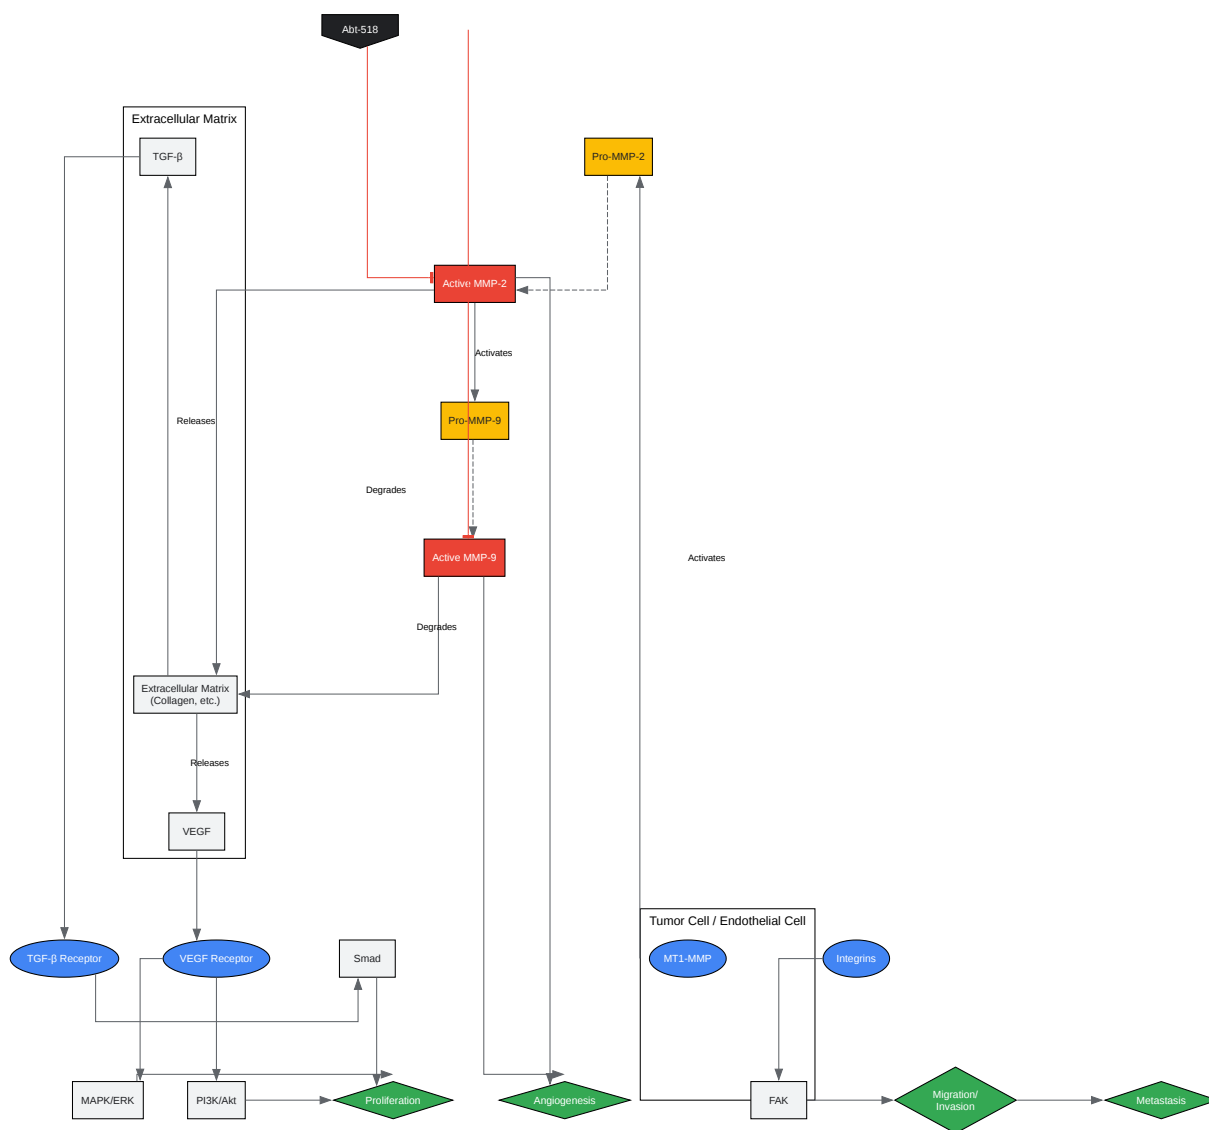 Abt-518
Extracellular Matrix
TGF-β
Pro-MMP-2
Active MMP-2
Activates
Pro-MMP-9
Releases
Degrades
Active MMP-9
Activates
Degrades
Extracellular Matrix
(Collagen, etc.)
Releases
VEGF
Tumor Cell / Endothelial Cell
TGF-β Receptor
VEGF Receptor
Smad
MT1-MMP
Integrins
MAPK/ERK
PI3K/Akt
Proliferation
Angiogenesis
FAK
Migration/
Invasion
Metastasis